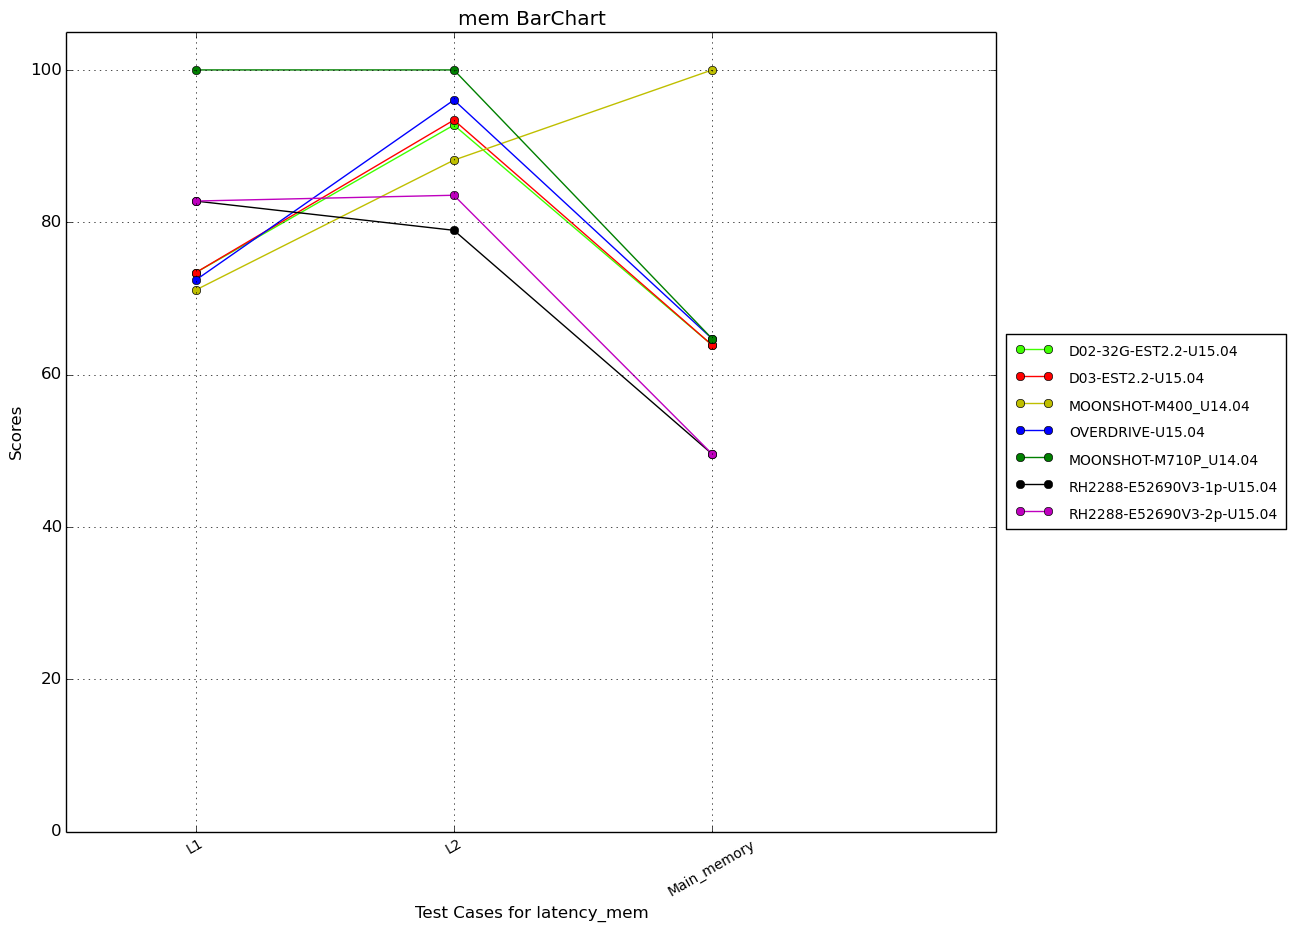 mem BarChart
100
80
60
40
20
0
Scores
L1
L2
Main_memory
Test Cases for latency_mem
D02-32G-EST2.2-U15.04
D03-EST2.2-U15.04
MOONSHOT-M400_U14.04
OVERDRIVE-U15.04
MOONSHOT-M710P_U14.04
RH2288-E52690V3-1p-U15.04
RH2288-E52690V3-2p-U15.04